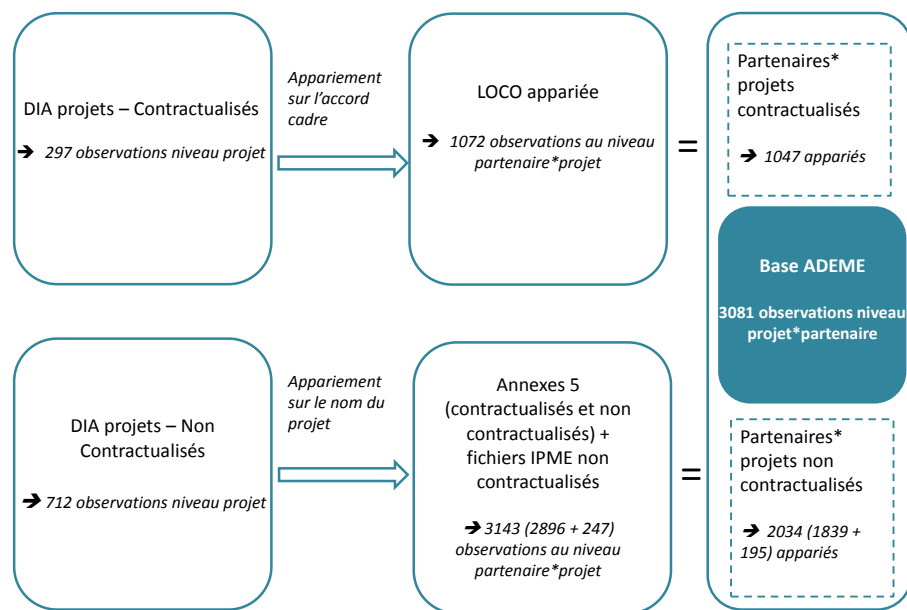 DIA projets – Contractualisés
➔ 297 observations niveau projet
Appariement
sur l'accord
cadre
LOCO appariée
➔ 1072 observations au niveau
partenaire*projet
=
Partenaires*
projets
contractualisés
➔ 1047 appariés
Base ADEME
3081 observations niveau
projet*partenaire
DIA projets – Non
Contractualisés
➔ 712 observations niveau projet
Appariement
sur le nom du
projet
Annexes 5
(contractualisés et non
contractualisés) +
fichiers IPME non
contractualisés
➔ 3143 (2896 + 247)
observations au niveau
partenaire*projet
=
Partenaires*
projets non
contractualisés
➔ 2034 (1839 +
195) appariés